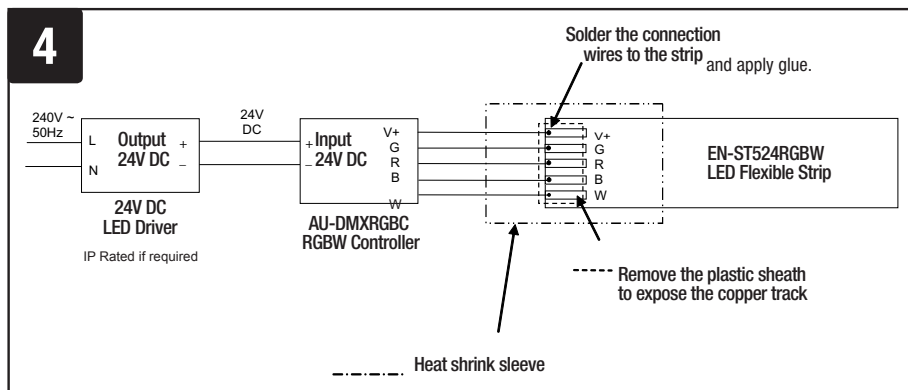 4
Solder the connection
wires to the strip and apply glue.
240V ~
50Hz
L
N
Output
24V DC
+
–
24V DC
LED Driver
IP Rated if required
24V
DC
+
–
Input
24V DC
V+
G
R
B
W
AU-DMXRGBC
RGBW Controller
V+
G
R
B
W
EN-ST524RGBW
LED Flexible Strip
Remove the plastic sheath
to expose the copper track
Heat shrink sleeve